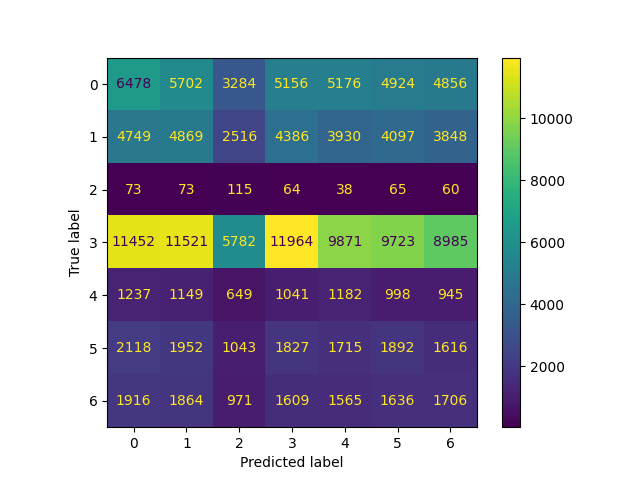 0 6478 5702 3284 5156 5176 4924 4856
1 4749 4869 2516 4386 3930 4097 3848
2 73 73 115 64 38 65 60
3 11452 11521 5782 11964 9871 9723 8985
4 1237 1149 649 1041 1182 998 945
5 2118 1952 1043 1827 1715 1892 1616
6 1916 1864 971 1609 1565 1636 1706
0 1 2 3 4 5 6
Predicted label
True label
10000
8000
6000
4000
2000